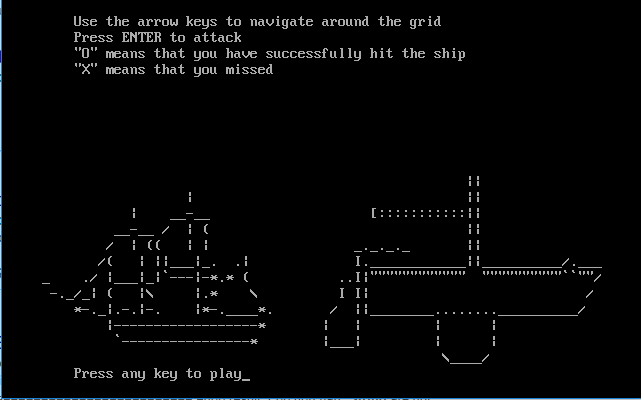 Use the arrow keys to navigate around the grid
Press ENTER to attack
"O" means that you have successfully hit the ship
"X" means that you missed
Press any key to play_